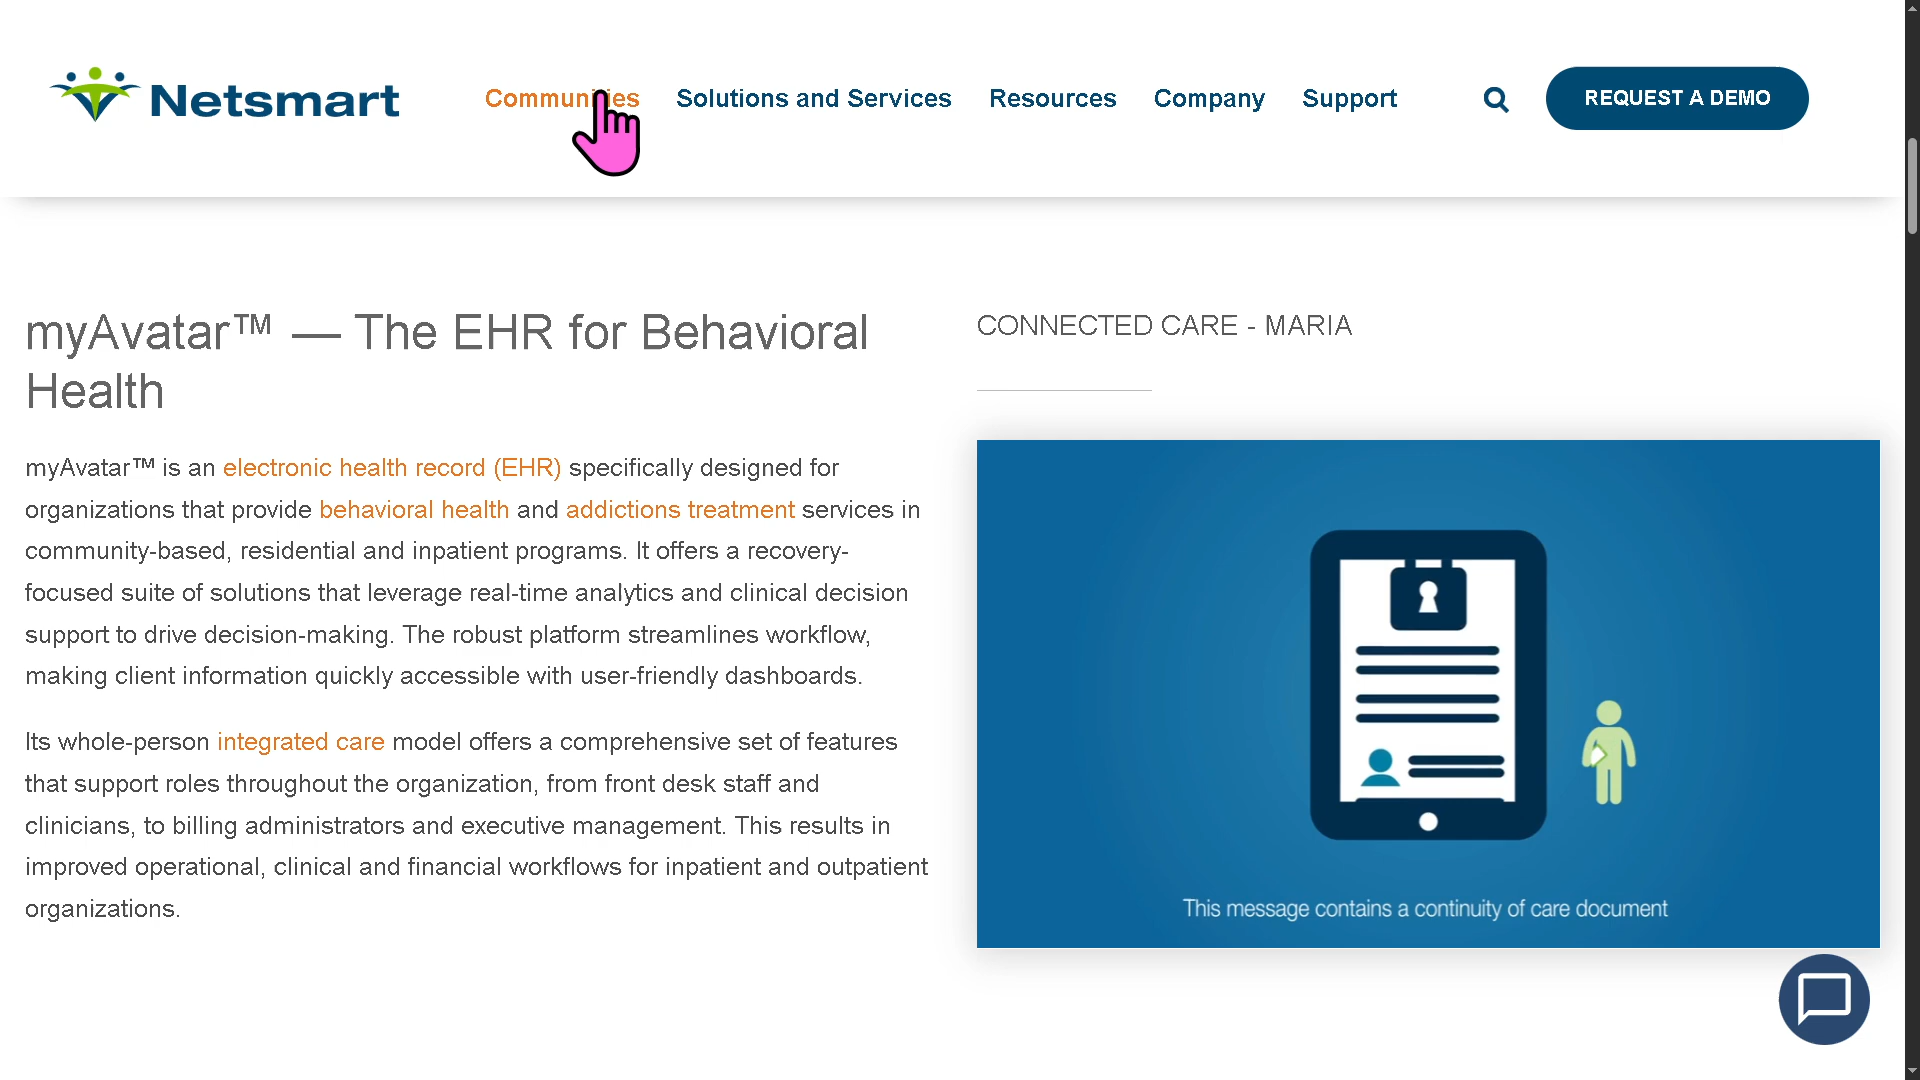 Netsmart
Communities
Solutions and Services
Resources
Company
Support
REQUEST A DEMO
myAvatar™ — The EHR for Behavioral
Health
myAvatar™ is an electronic health record (EHR) specifically designed for
organizations that provide behavioral health and addictions treatment services in
community-based, residential and inpatient programs. It offers a recovery-
focused suite of solutions that leverage real-time analytics and clinical decision
support to drive decision-making. The robust platform streamlines workflow,
making client information quickly accessible with user-friendly dashboards.
Its whole-person integrated care model offers a comprehensive set of features
that support roles throughout the organization, from front desk staff and
clinicians, to billing administrators and executive management. This results in
improved operational, clinical and financial workflows for inpatient and outpatient
organizations.
CONNECTED CARE - MARIA
This message contains a continuity of care document